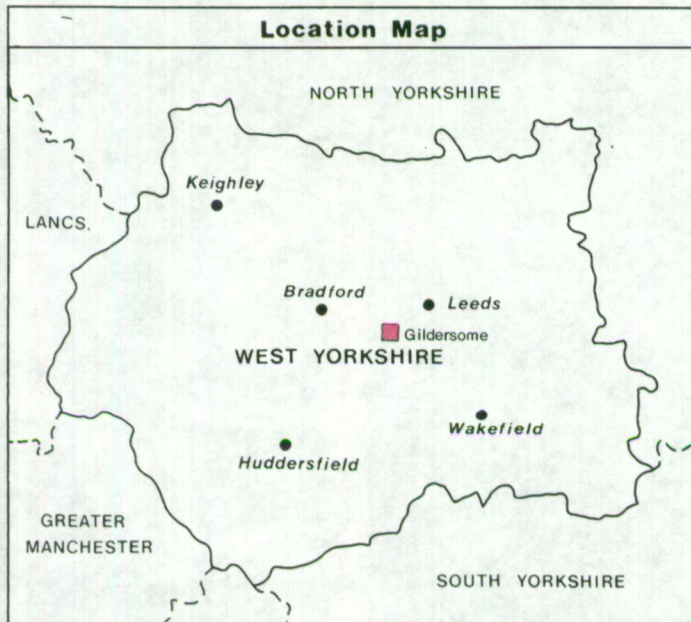 Location Map
NORTH YORKSHIRE
Keighley
LANCS.
Bradford
Leeds
Gildersome
WEST YORKSHIRE
Wakefield
Huddersfield
GREATER
MANCHESTER
SOUTH YORKSHIRE